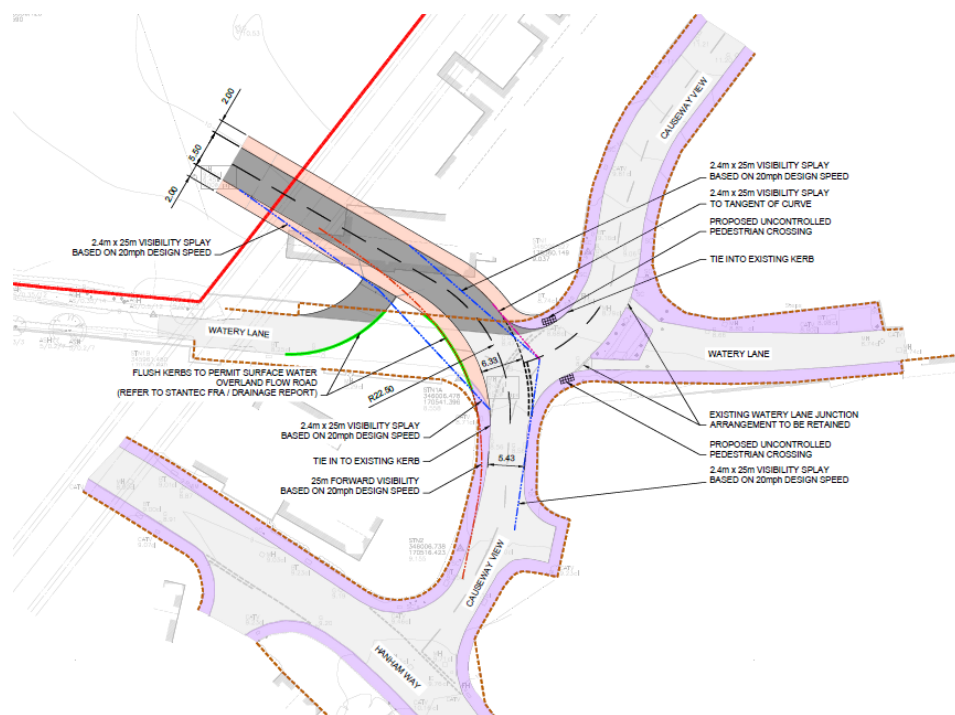 2.00
5.50
2.00
CAUSEWAY VIEW
2.4m x 25m VISIBILITY SPLAY
BASED ON 20mph DESIGN SPEED
2.4m x 25m VISIBILITY SPLAY
TO TANGENT OF CURVE
PROPOSED UNCONTROLLED
PEDESTRIAN CROSSING
TIE INTO EXISTING KERB
2.4m x 25m VISIBILITY SPLAY
BASED ON 20mph DESIGN SPEED
WATERY LANE
WATERY LANE
6.33
R22.50
FLUSH KERBS TO PERMIT SURFACE WATER
OVERLAND FLOW ROAD
(REFER TO STANTEC FRA / DRAINAGE REPORT)
2.4m x 25m VISIBILITY SPLAY
BASED ON 20mph DESIGN SPEED
TIE IN TO EXISTING KERB
25m FORWARD VISIBILITY
BASED ON 20mph DESIGN SPEED
5.43
EXISTING WATERY LANE JUNCTION
ARRANGEMENT TO BE RETAINED
PROPOSED UNCONTROLLED
PEDESTRIAN CROSSING
2.4m x 25m VISIBILITY SPLAY
BASED ON 20mph DESIGN SPEED
CAUSEWAY VIEW
HANHAM WAY